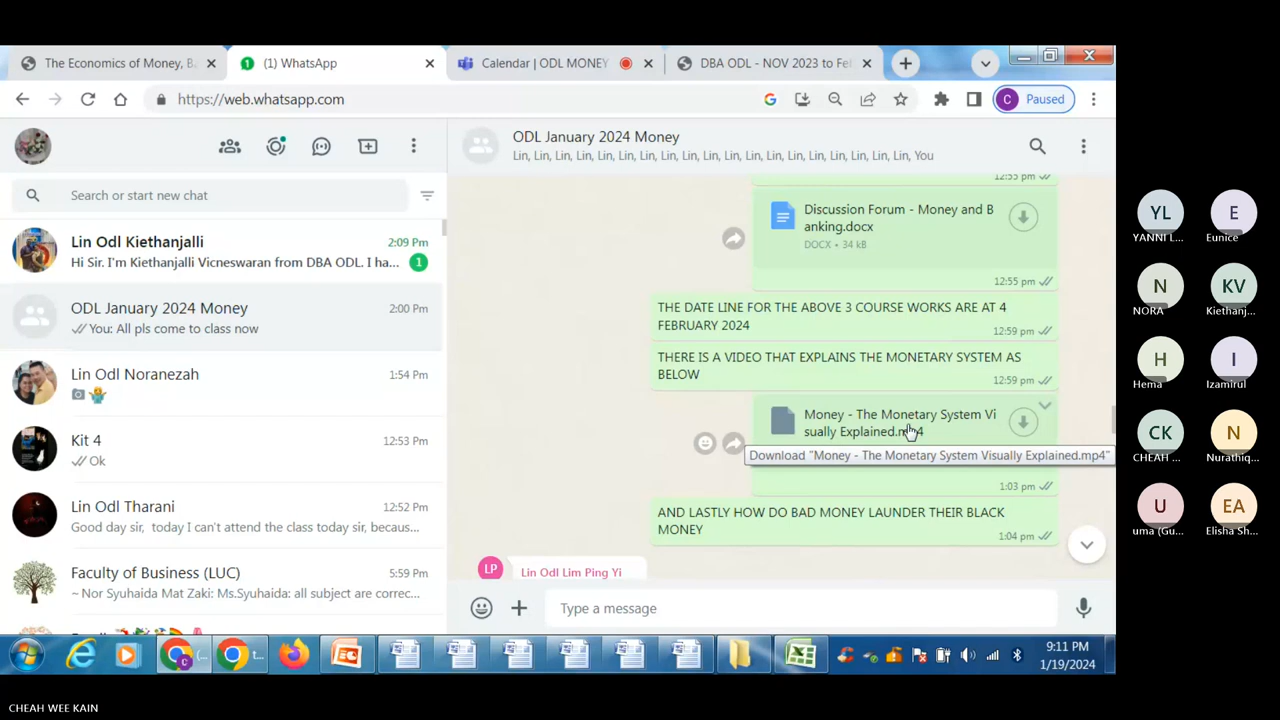 The Economics of Money, B
(1) WhatsApp
Calendar | ODL MONEY
DBA ODL - NOV 2023 to Fe
https://web.whatsapp.com
C
Paused
ODL January 2024 Money
Lin, Lin, Lin, Lin, Lin, Lin, Lin, Lin, Lin, Lin, Lin, Lin, Lin, Lin, Lin, Lin, Lin, Lin, Lin, You
Search or start new chat
Lin Odl Kiethanjalli
2:09 Pm
Hi Sir. I'm Kiethanjalli Vicneswaran from DBA ODL. I ha...
1
ODL January 2024 Money
2:00 Pm
You: All pls come to class now
Lin Odl Noranezah
1:54 Pm
Kit 4
12:53 Pm
Ok
Lin Odl Tharani
12:52 Pm
Good day sir, today I can't attend the class today sir, becaus...
Faculty of Business (LUC)
5:59 Pm
~ Nor Syuhaida Mat Zaki: Ms.Syuhaida: all subject are correc...
12:55 pm
Discussion Forum - Money and B
anking.docx
DOCX • 34 kB
12:55 pm
THE DATE LINE FOR THE ABOVE 3 COURSE WORKS ARE AT 4
FEBRUARY 2024
12:59 pm
THERE IS A VIDEO THAT EXPLAINS THE MONETARY SYSTEM AS
BELOW
12:59 pm
Money - The Monetary System Vi
sually Explained.mp4
Download "Money - The Monetary System Visually Explained.mp4"
1:03 pm
AND LASTLY HOW DO BAD MONEY LAUNDER THEIR BLACK
MONEY
1:04 pm
LP
Lin Odl Lim Ping Yi
Type a message
9:11 PM
1/19/2024
YL
YANNI L...
E
Eunice
N
NORA
KV
Kiethanj...
H
Hema
I
Izamirul
CK
CHEAH ...
N
Nurathiq...
U
uma (Gu...
EA
Elisha Sh...
CHEAH WEE KAIN